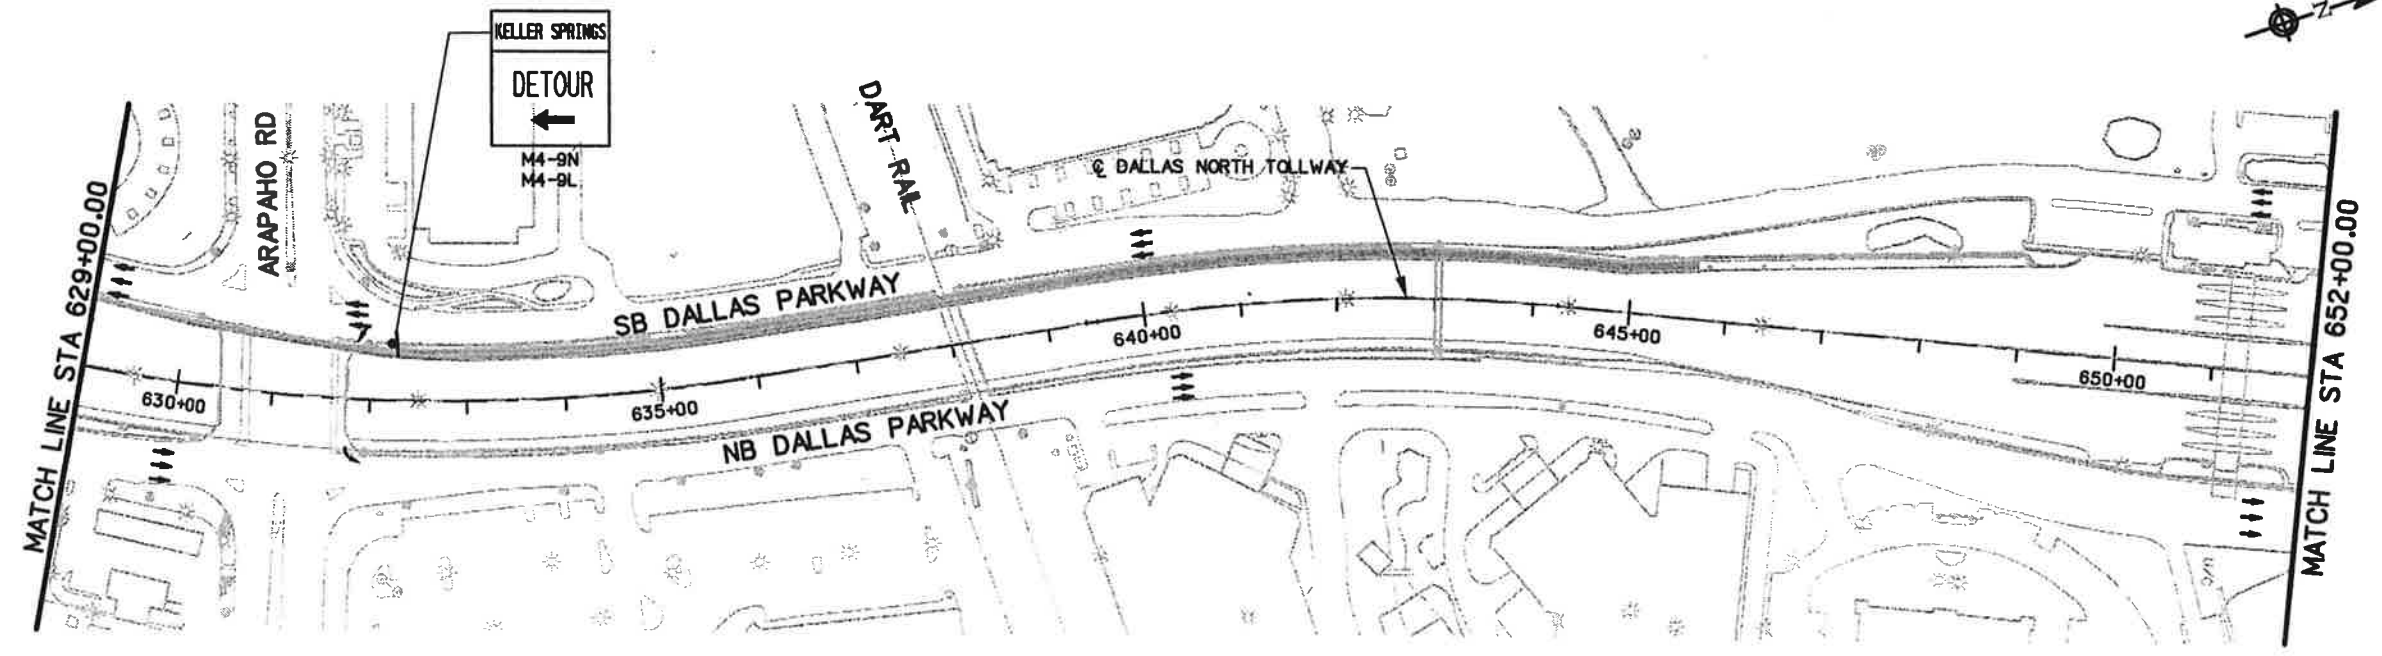 KELLER SPRINGS
DETOUR
M4-9N
M4-9L
N
MATCH LINE STA 629+00.00
ARAPAHO RD
DART RAIL
℄ DALLAS NORTH TOLLWAY
SB DALLAS PARKWAY
NB DALLAS PARKWAY
630+00
635+00
640+00
645+00
650+00
MATCH LINE STA 652+00.00